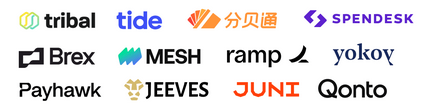 tribal tide 分贝通 SPENDESK
Brex MESH ramp yokoy
Payhawk JEEVES JUNI Qonto